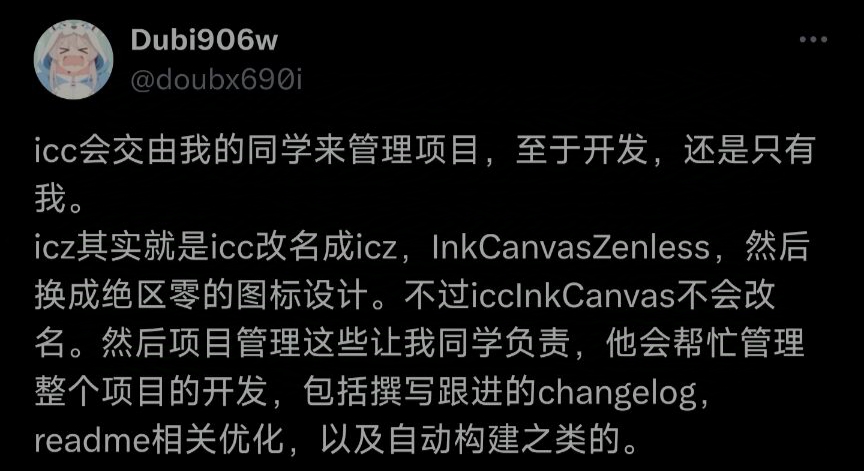 Dubi906w
@doubx690i
icc会交由我的同学来管理项目，至于开发，还是只有
我。
icz其实就是icc改名成icz，InkCanvasZenless，然后
换成绝区零的图标设计。不过iccInkCanvas不会改
名。然后项目管理这些让我同学负责，他会帮忙管理
整个项目的开发，包括撰写跟进的changelog，
readme相关优化，以及自动构建之类的。